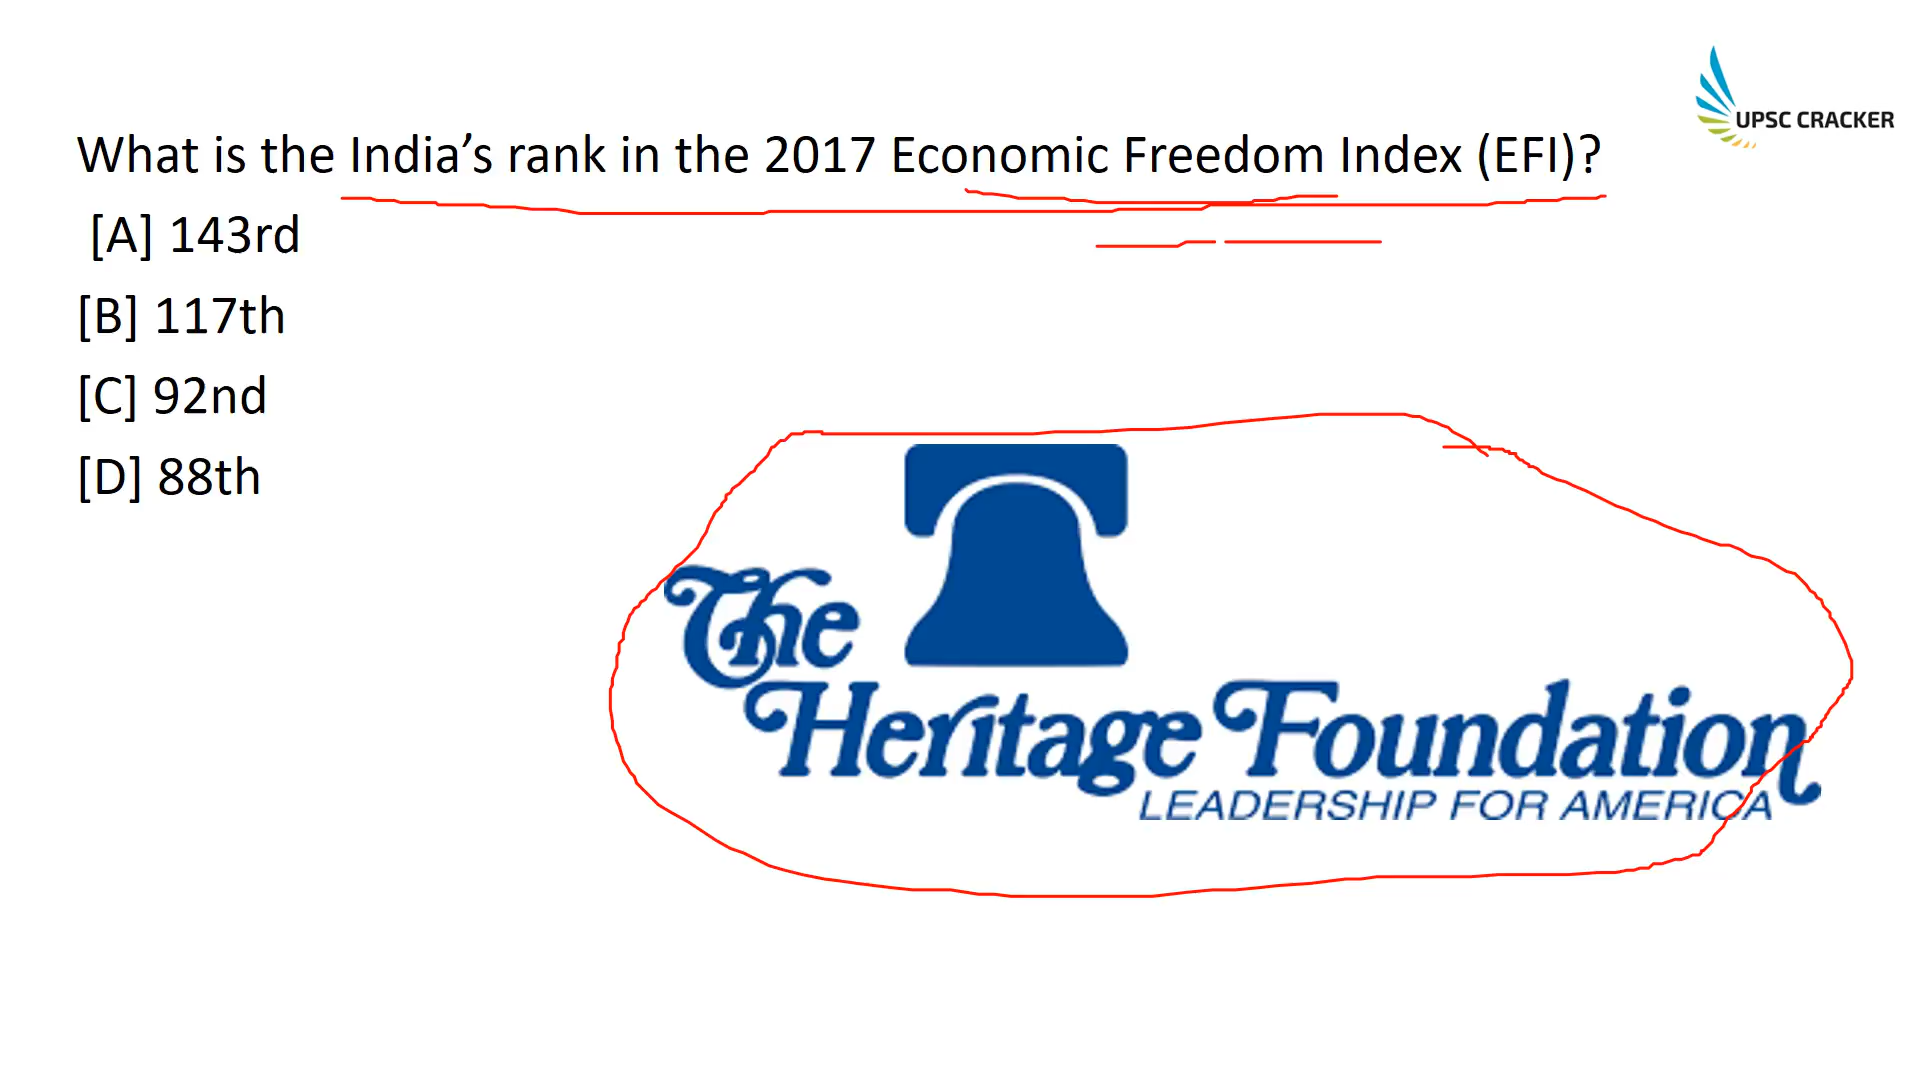 UPSC CRACKER
What is the India’s rank in the 2017 Economic Freedom Index (EFI)?
[A] 143rd
[B] 117th
[C] 92nd
[D] 88th
The
Heritage Foundation
LEADERSHIP FOR AMERICA